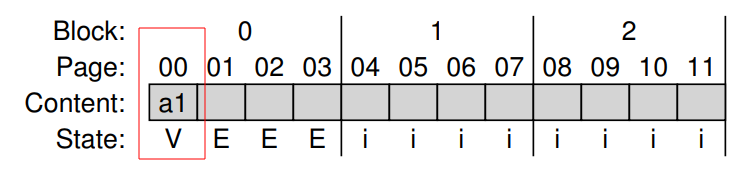 Block: 0 1 2
Page: 00 01 02 03 04 05 06 07 08 09 10 11
Content: a1
State: V E E E i i i i i i i i